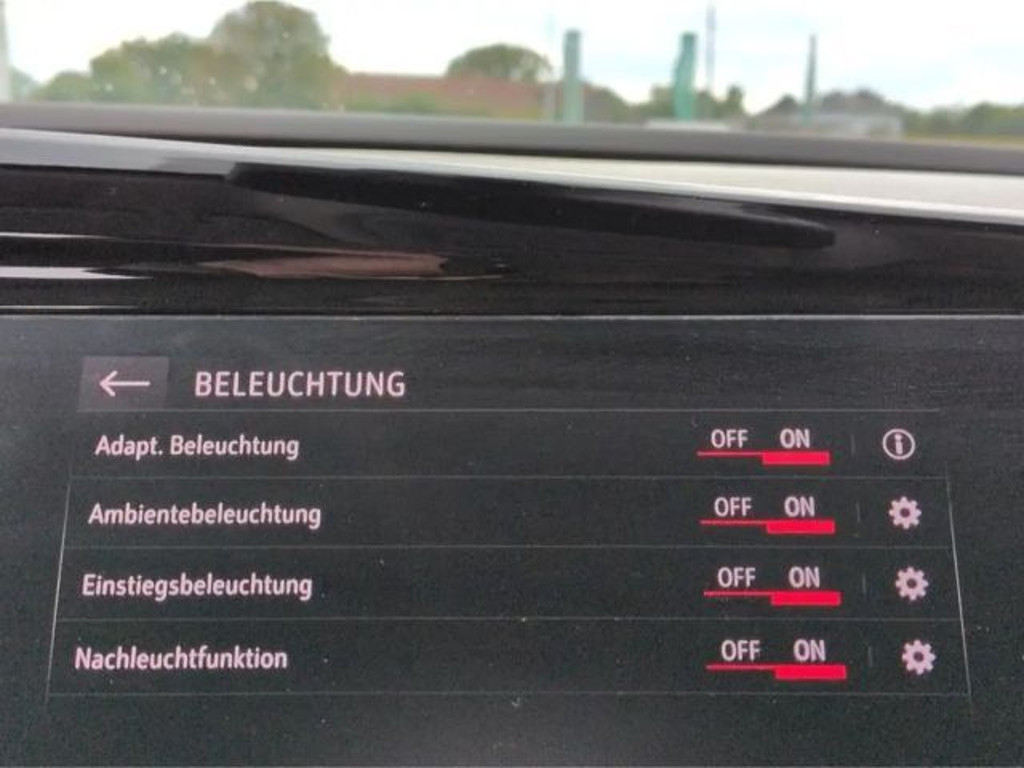 BELEUCHTUNG
Adapt. Beleuchtung OFF ON
Ambientebeleuchtung OFF ON
Einstiegsbeleuchtung OFF ON
Nachleuchtfunktion OFF ON